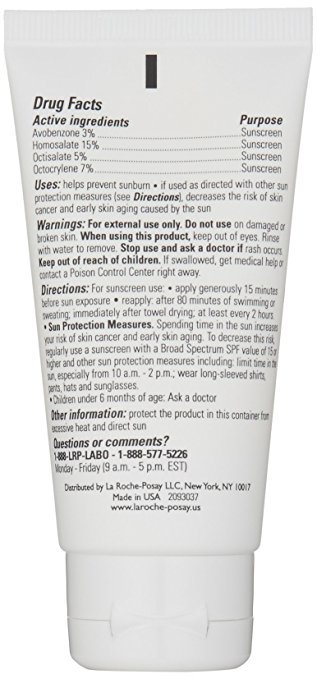 Drug Facts
Active ingredients Purpose
Avobenzone 3% Sunscreen
Homosalate 15% Sunscreen
Octisalate 5% Sunscreen
Octocrylene 7% Sunscreen
Uses: helps prevent sunburn • if used as directed with other sun
protection measures (see Directions), decreases the risk of skin
cancer and early skin aging caused by the sun
Warnings: For external use only. Do not use on damaged or
broken skin. When using this product, keep out of eyes. Rinse
with water to remove. Stop use and ask a doctor if rash occurs.
Keep out of reach of children. If swallowed, get medical help or
contact a Poison Control Center right away.
Directions: For sunscreen use: • apply generously 15 minutes
before sun exposure • reapply: after 80 minutes of swimming or
sweating; immediately after towel drying; at least every 2 hours
• Sun Protection Measures. Spending time in the sun increases
your risk of skin cancer and early skin aging. To decrease this risk,
regularly use a sunscreen with a Broad Spectrum SPF value of 15 or
higher and other sun protection measures including: limit time in the
sun, especially from 10 a.m. - 2 p.m.; wear long-sleeved shirts,
pants, hats and sunglasses.
•Children under 6 months of age: Ask a doctor
Other information: protect the product in this container from
excessive heat and direct sun
Questions or comments?
1-888-LRP-LABO - 1-888-577-5226
Monday - Friday (9 a.m. - 5 p.m. EST)
Distributed by La Roche-Posay LLC, New York, NY 10017
Made in USA 2093037
www.laroche-posay.us